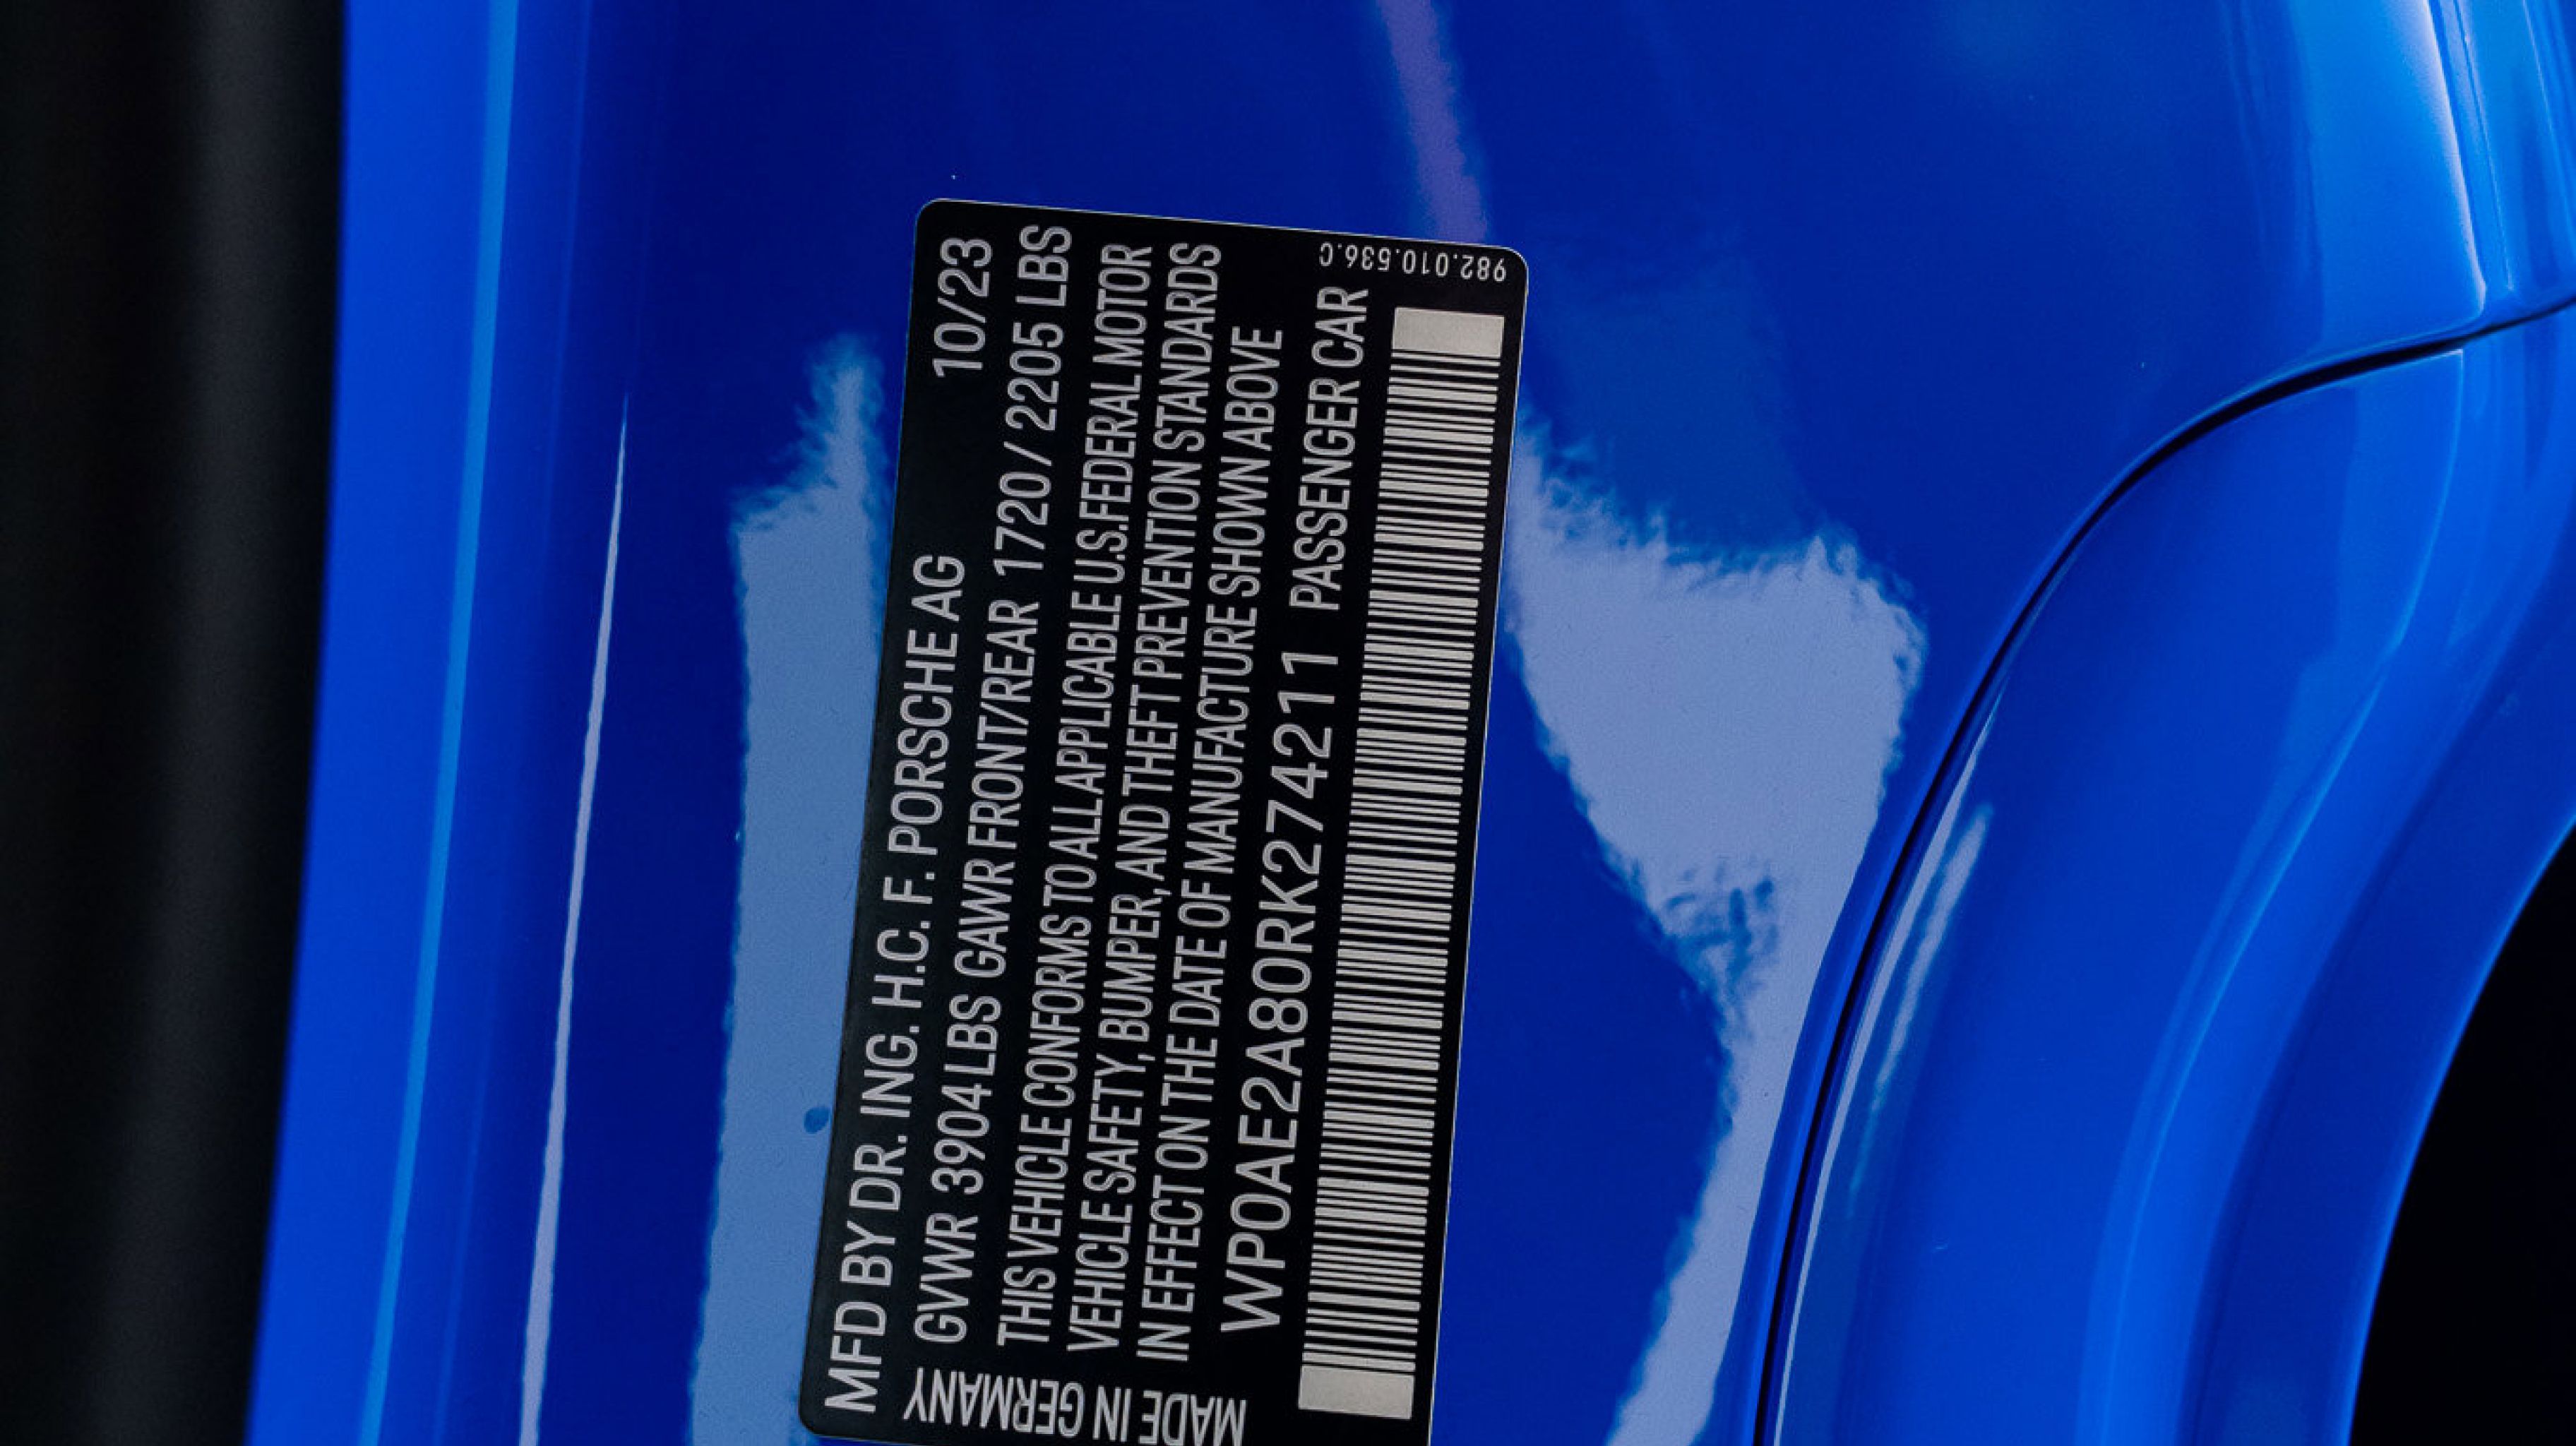 MFD BY DR. ING. H.C. F. PORSCHE AG 10/23
GVWR 3904 LBS GAWR FRONT/REAR 1720 / 2205 LBS
THIS VEHICLE CONFORMS TO ALL APPLICABLE U.S. FEDERAL MOTOR
VEHICLE SAFETY, BUMPER, AND THEFT PREVENTION STANDARDS
IN EFFECT ON THE DATE OF MANUFACTURE SHOWN ABOVE
WP0AE2A80RK274211 PASSENGER CAR
MADE IN GERMANY
982.010.536.C